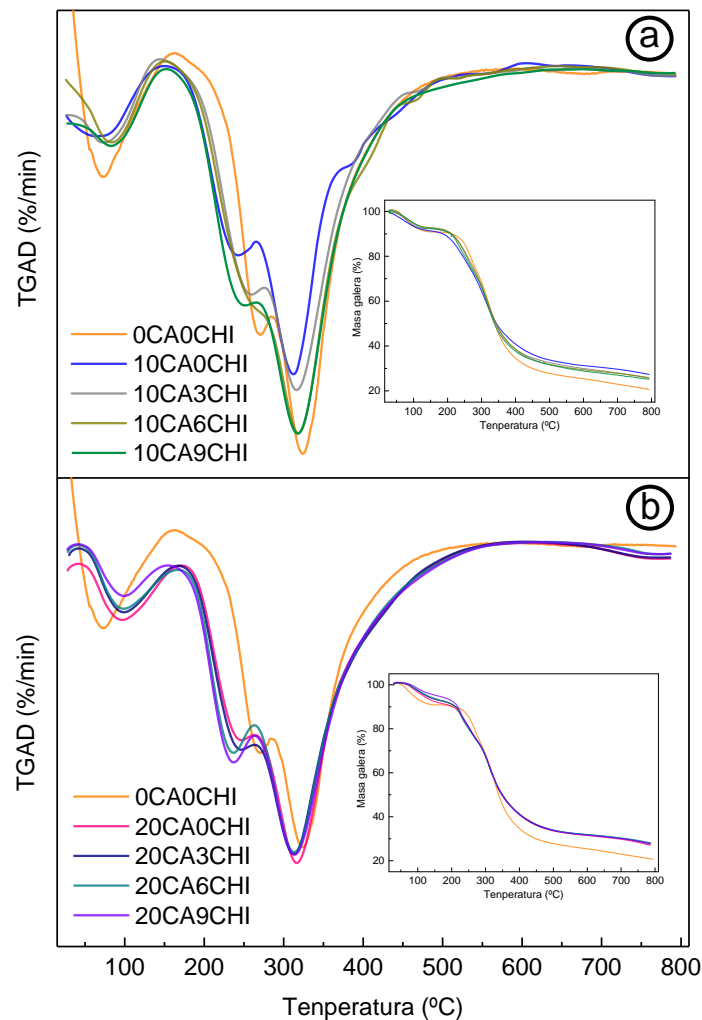 a
TGAD (%/min)
0CA0CHI
10CA0CHI
10CA3CHI
10CA6CHI
10CA9CHI
Masa galera (%)
100
80
60
40
20
100 200 300 400 500 600 700 800
Tenperatura (ºC)
b
TGAD (%/min)
0CA0CHI
20CA0CHI
20CA3CHI
20CA6CHI
20CA9CHI
Masa galera (%)
100
80
60
40
20
100 200 300 400 500 600 700 800
Tenperatura (ºC)
100 200 300 400 500 600 700 800
Tenperatura (ºC)